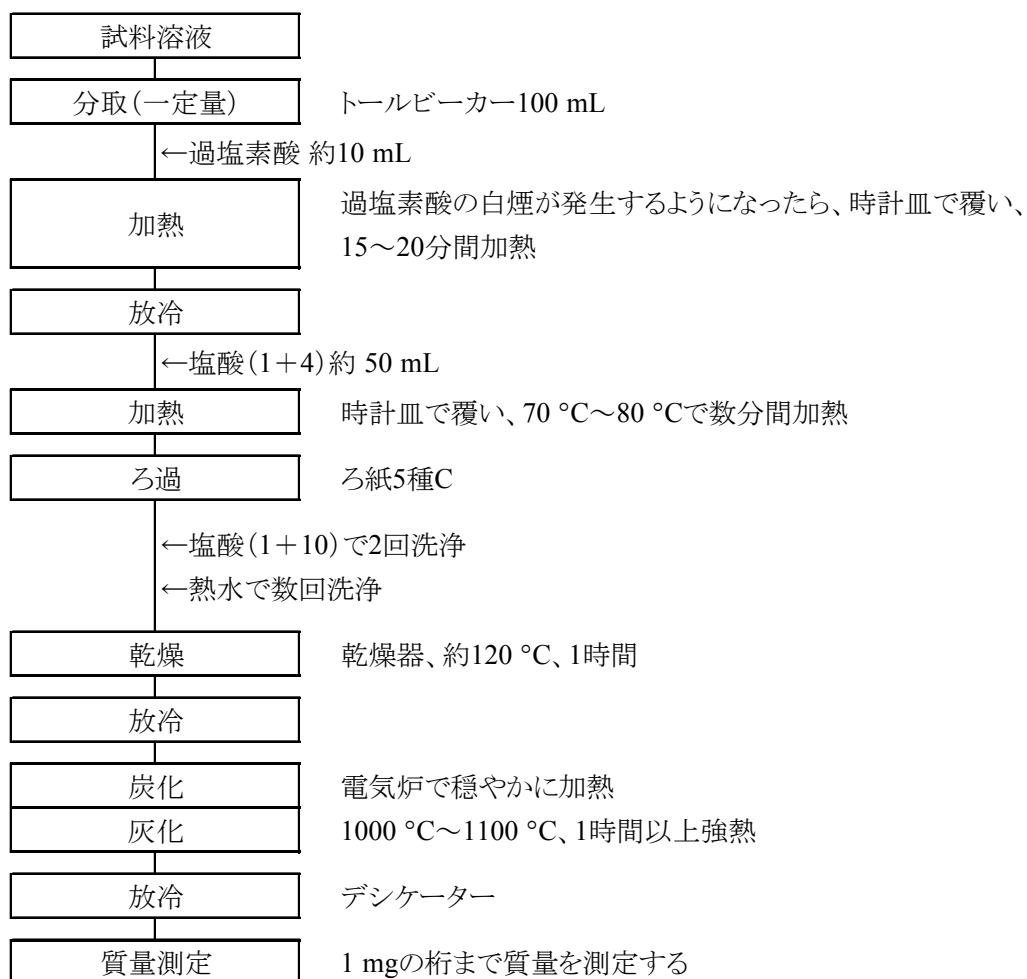 試料溶液
分取(一定量) トールビーカー100 mL
←過塩素酸 約10 mL
加熱 過塩素酸の白煙が発生するようになったら、時計皿で覆い、
15~20分間加熱
放冷
←塩酸(1+4)約 50 mL
加熱 時計皿で覆い、70 °C~80 °Cで数分間加熱
ろ過 ろ紙5種C
←塩酸(1+10)で2回洗浄
←熱水で数回洗浄
乾燥 乾燥器、約120 °C、1時間
放冷
炭化 電気炉で穏やかに加熱
灰化 1000 °C~1100 °C、1時間以上強熱
放冷 デシケーター
質量測定 1 mgの桁まで質量を測定する